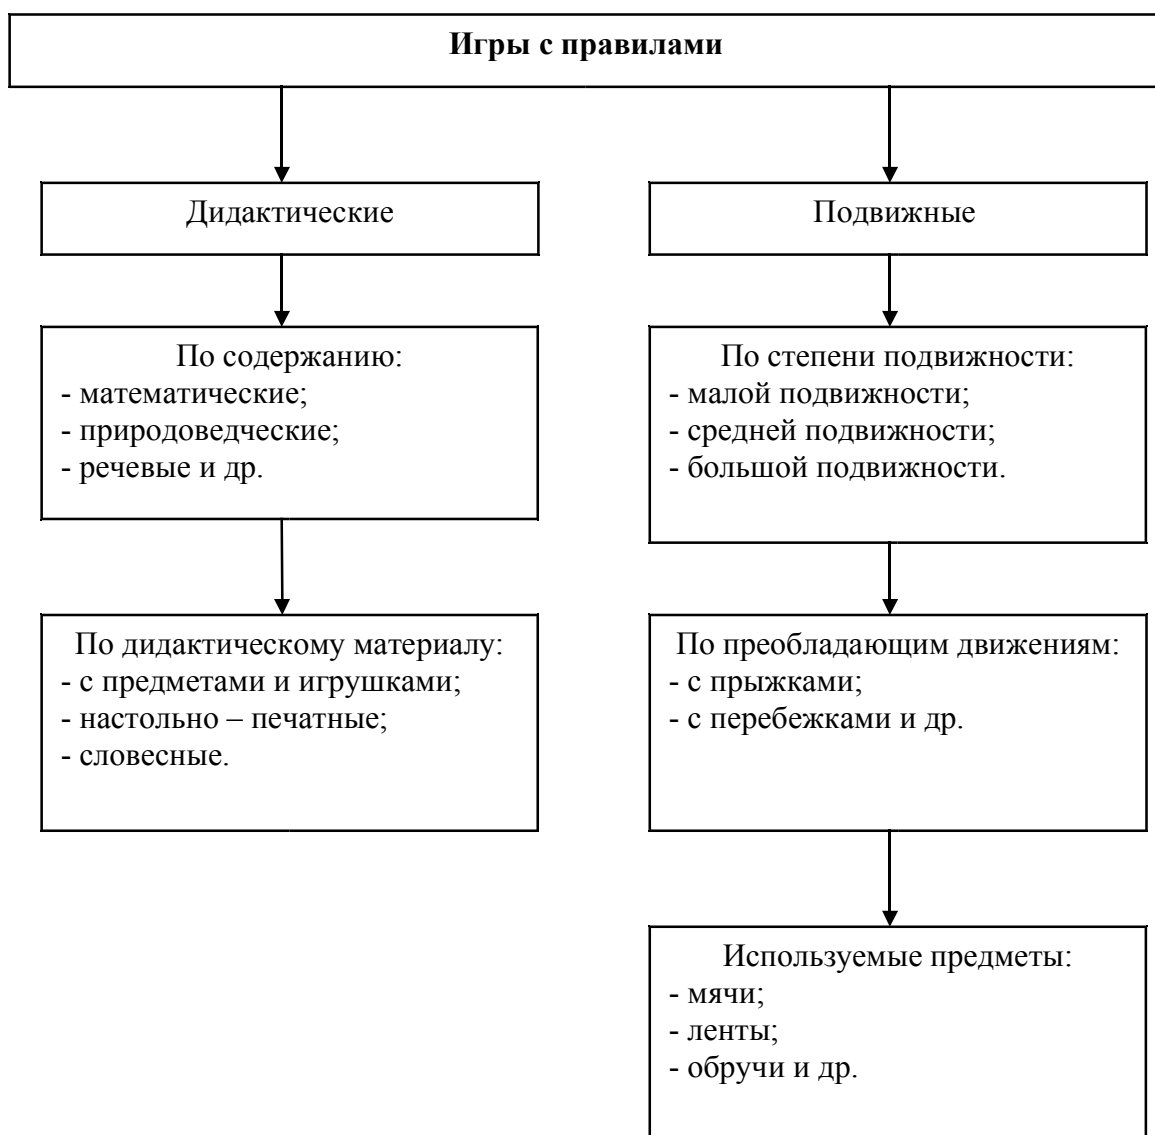 Игры с правилами
Дидактические
Подвижные
По содержанию:
- математические;
- природоведческие;
- речевые и др.
По степени подвижности:
- малой подвижности;
- средней подвижности;
- большой подвижности.
По дидактическому материалу:
- с предметами и игрушками;
- настольно – печатные;
- словесные.
По преобладающим движениям:
- с прыжками;
- с перебежками и др.
Используемые предметы:
- мячи;
- ленты;
- обручи и др.